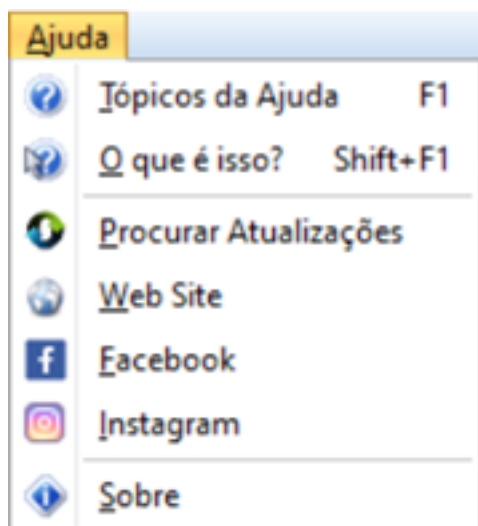 Ajuda
Tópicos da Ajuda F1
O que é isso? Shift+F1
Procurar Atualizações
Web Site
Facebook
Instagram
Sobre